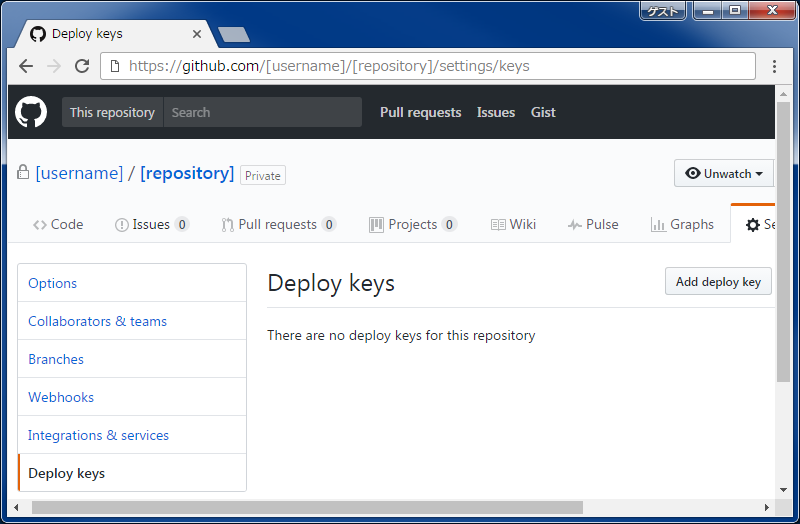 ゲスト
Deploy keys
https://github.com/[username]/[repository]/settings/keys
This repository Search Pull requests Issues Gist
[username] / [repository] Private Unwatch
Code Issues 0 Pull requests 0 Projects 0 Wiki Pulse Graphs Se
Options
Collaborators & teams
Branches
Webhooks
Integrations & services
Deploy keys
Deploy keys Add deploy key
There are no deploy keys for this repository